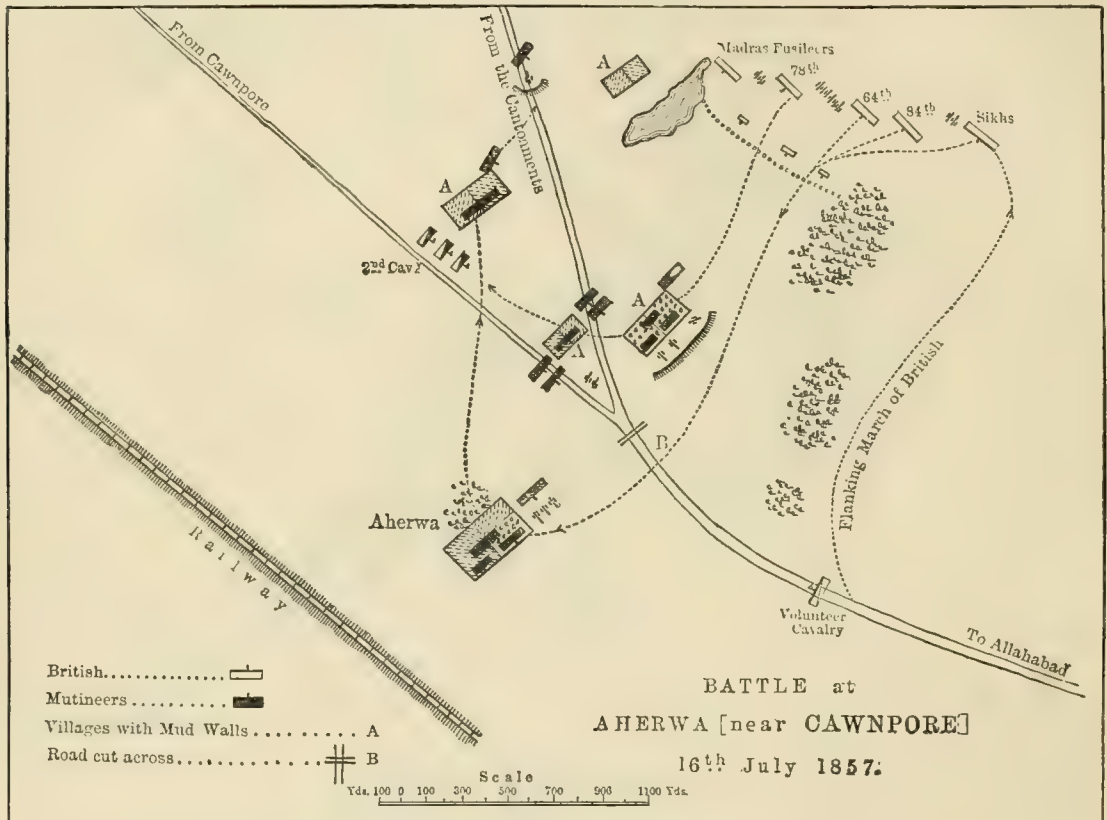 From Cawnpore
From the Cantonments
A
Madras Fusileers
78th
64th
84th
Sikhs
A
2nd Cavy
A
A
B
Flanking March of British
Aherwa
Railway
Volunteer
Cavalry
To Allahabad
British..............
Mutineers..........
Villages with Mud Walls........ A
Road cut across.............. B
BATTLE at
AHERWA [near CAWNPORE]
16th July 1857.
Scale
Yds. 100 0 100 300 500 700 900 1100 Yds.